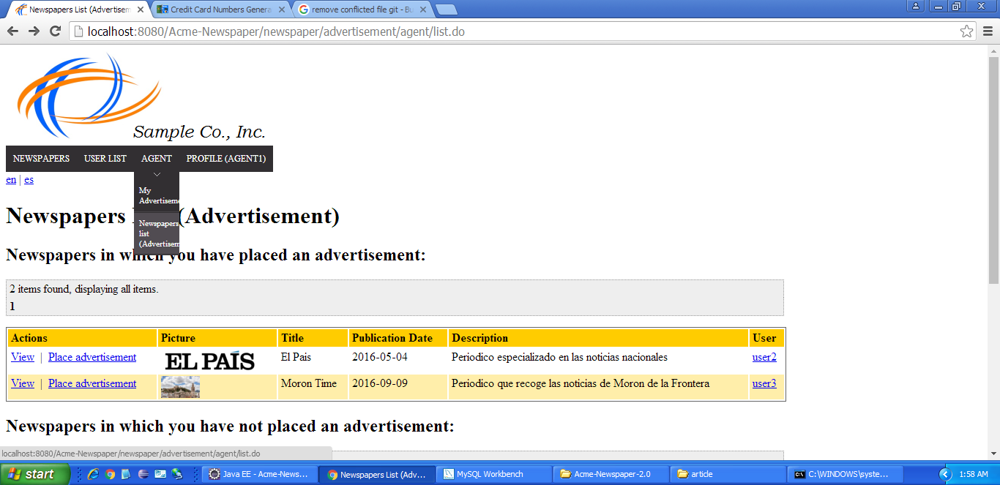 Newspapers List (Advertisem
Credit Card Numbers Genera
remove conflicted file git - Bu
localhost:8080/Acme-Newspaper/newspaper/advertisement/agent/list.do
Sample Co., Inc.
NEWSPAPERS USER LIST AGENT PROFILE (AGENT1)
en | es
My
Advertiseme
Newspapers
list
(Advertisem
Newspapers (Advertisement)
Newspapers in which you have placed an advertisement:
2 items found, displaying all items.
1
Actions Picture Title Publication Date Description User
View | Place advertisement EL PAÍS El Pais 2016-05-04 Periodico especializado en las noticias nacionales user2
View | Place advertisement Moron Time 2016-09-09 Periodico que recoge las noticias de Moron de la Frontera user3
Newspapers in which you have not placed an advertisement:
localhost:8080/Acme-Newspaper/newspaper/advertisement/agent/list.do
start Java EE - Acme-News... Newspapers List (Adv... MySQL Workbench Acme-Newspaper-2.0 article C:\WINDOWS\syste... 1:58 AM